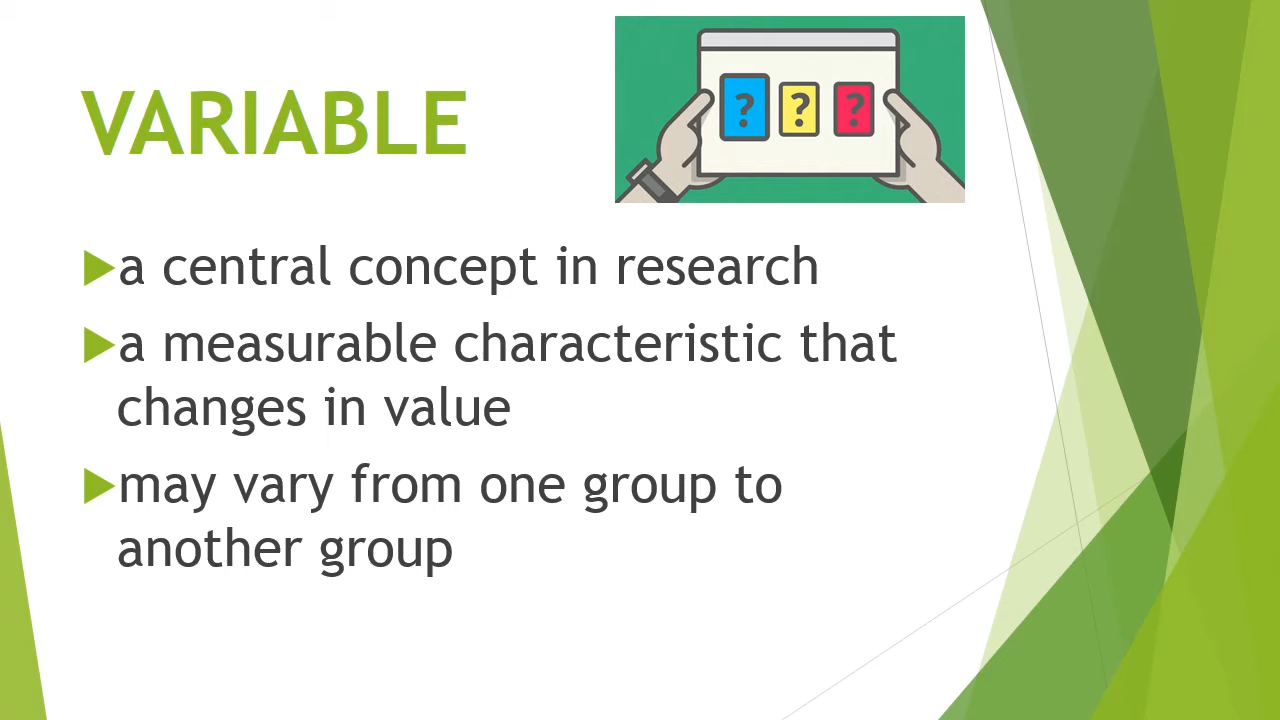 VARIABLE
? ? ?
a central concept in research
a measurable characteristic that
changes in value
may vary from one group to
another group